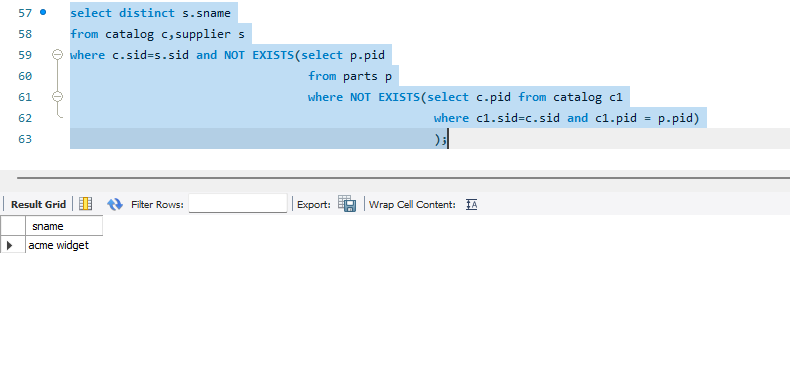 57 select distinct s.sname
58 from catalog c,supplier s
59 where c.sid=s.sid and NOT EXISTS(select p.pid
60 from parts p
61 where NOT EXISTS(select c.pid from catalog c1
62 where c1.sid=c.sid and c1.pid = p.pid)
63 );
Result Grid Filter Rows: Export: Wrap Cell Content: IA
sname
acme widget